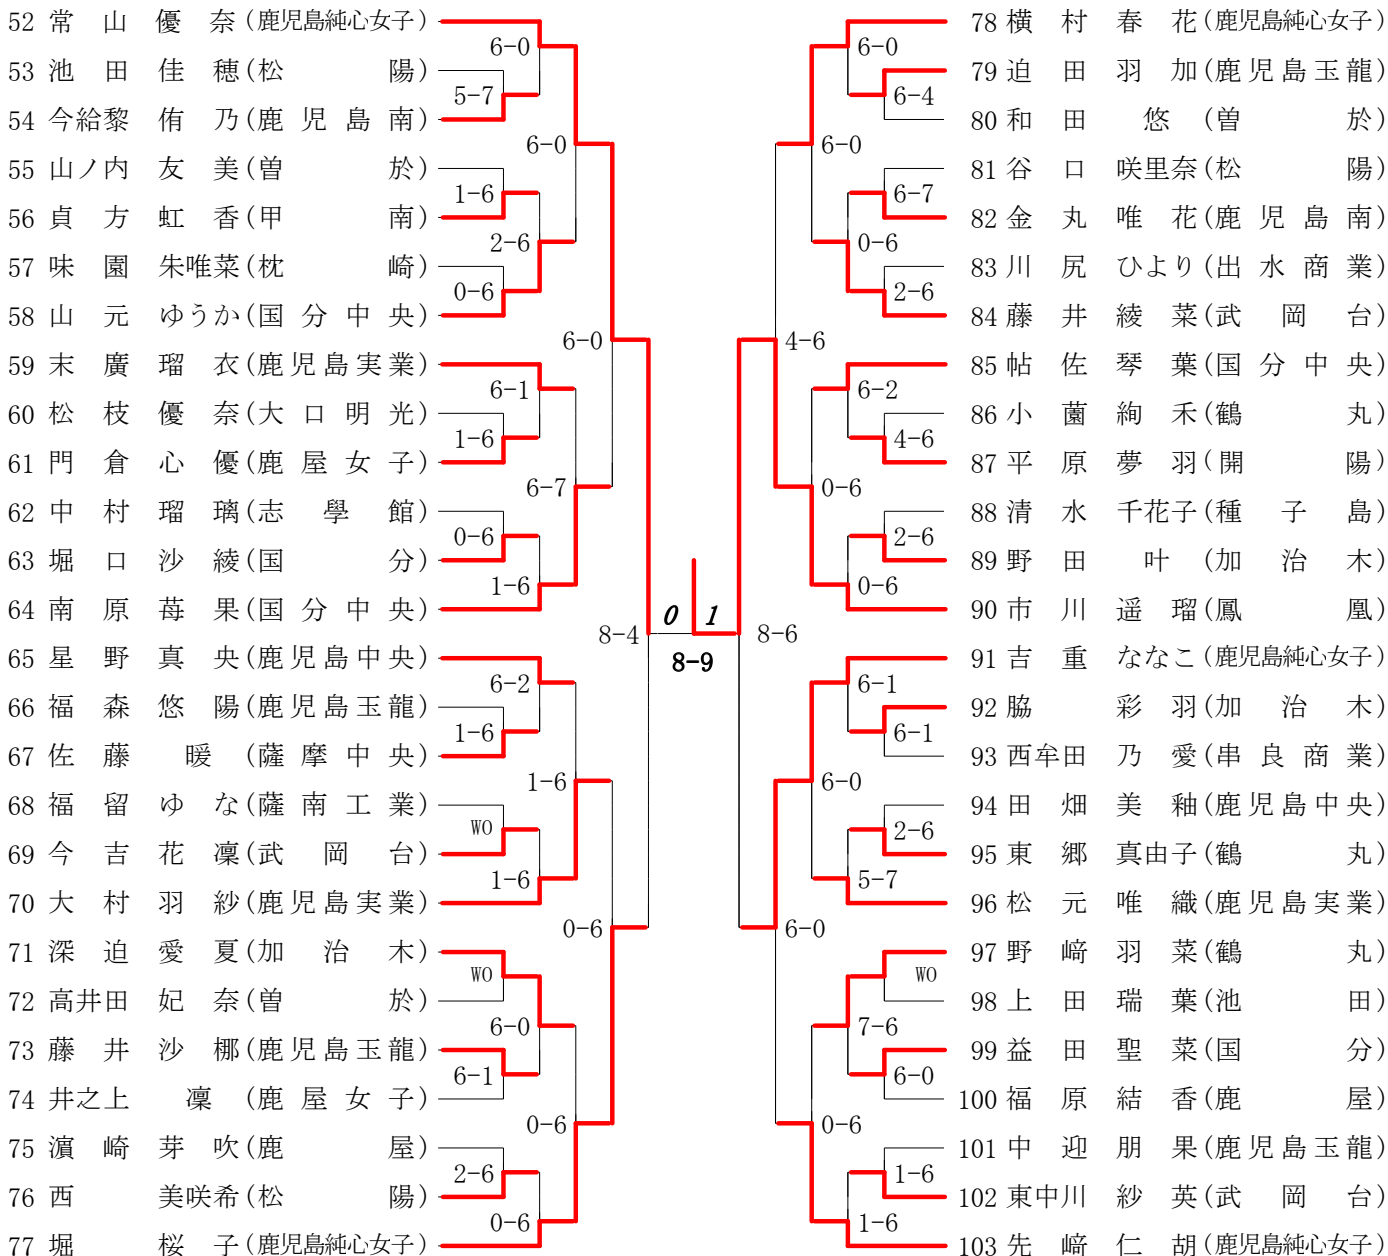 52 常山 優奈 (鹿児島純心女子)
53 池田 佳穂 (松陽)
54 今給黎 侑乃 (鹿児島南)
55 山ノ内 友美 (曽於)
56 貞方 虹香 (甲南)
57 味園 朱唯菜 (枕崎)
58 山元 ゆうか (国分中央)
59 末廣 瑠衣 (鹿児島実業)
60 松枝 優奈 (大口明光)
61 門倉 心優 (鹿屋女子)
62 中村 瑠璃 (志學館)
63 堀口 沙綾 (国分)
64 南原 苺果 (国分中央)
65 星野 真央 (鹿児島中央)
66 福森 悠陽 (鹿児島玉龍)
67 佐藤 暖 (薩摩中央)
68 福留 ゆな (薩南工業)
69 今吉 花凜 (武岡台)
70 大村 羽紗 (鹿児島実業)
71 深迫 愛夏 (加治木)
72 高井田 妃奈 (曽於)
73 藤井 沙梛 (鹿児島玉龍)
74 井之上 凜 (鹿屋女子)
75 濵崎 芽吹 (鹿屋)
76 西 美咲希 (松陽)
77 堀 桜子 (鹿児島純心女子)
6-0
5-7
6-0
1-6
2-6
0-6
6-0
6-1
1-6
6-7
0-6
1-6
8-4
6-2
1-6
1-6
WO
1-6
0-6
WO
6-0
6-1
0-6
2-6
0-6
0 1
8-9
6-0
6-4
6-0
6-7
0-6
2-6
4-6
6-2
4-6
0-6
2-6
0-6
8-6
6-1
6-1
6-0
2-6
5-7
6-0
WO
7-6
6-0
0-6
1-6
1-6
78 横村 春花 (鹿児島純心女子)
79 迫田 羽加 (鹿児島玉龍)
80 和田 悠 (曽於)
81 谷口 咲里奈 (松陽)
82 金丸 唯花 (鹿児島南)
83 川尻 ひより (出水商業)
84 藤井 綾菜 (武岡台)
85 帖佐 琴葉 (国分中央)
86 小薗 絢禾 (鶴丸)
87 平原 夢羽 (開陽)
88 清水 千花子 (種子島)
89 野田 叶 (加治木)
90 市川 遥瑠 (鳳凰)
91 吉重 ななこ (鹿児島純心女子)
92 脇 彩羽 (加治木)
93 西牟田 乃愛 (串良商業)
94 田畑 美釉 (鹿児島中央)
95 東郷 真由子 (鶴丸)
96 松元 唯織 (鹿児島実業)
97 野﨑 羽菜 (鶴丸)
98 上田 瑞葉 (池田)
99 益田 聖菜 (国分)
100 福原 結香 (鹿屋)
101 中迎 朋果 (鹿児島玉龍)
102 東中川 紗英 (武岡台)
103 先﨑 仁胡 (鹿児島純心女子)